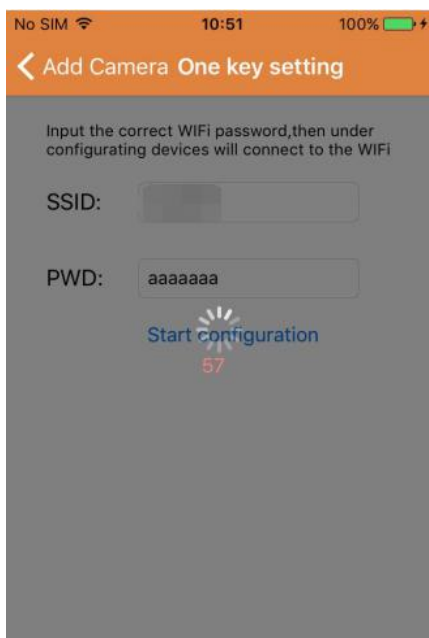 No SIM 10:51 100%
Add Camera One key setting
Input the correct WIFi password,then under
configurating devices will connect to the WIFi
SSID:
PWD: aaaaaaa
Start configuration
57